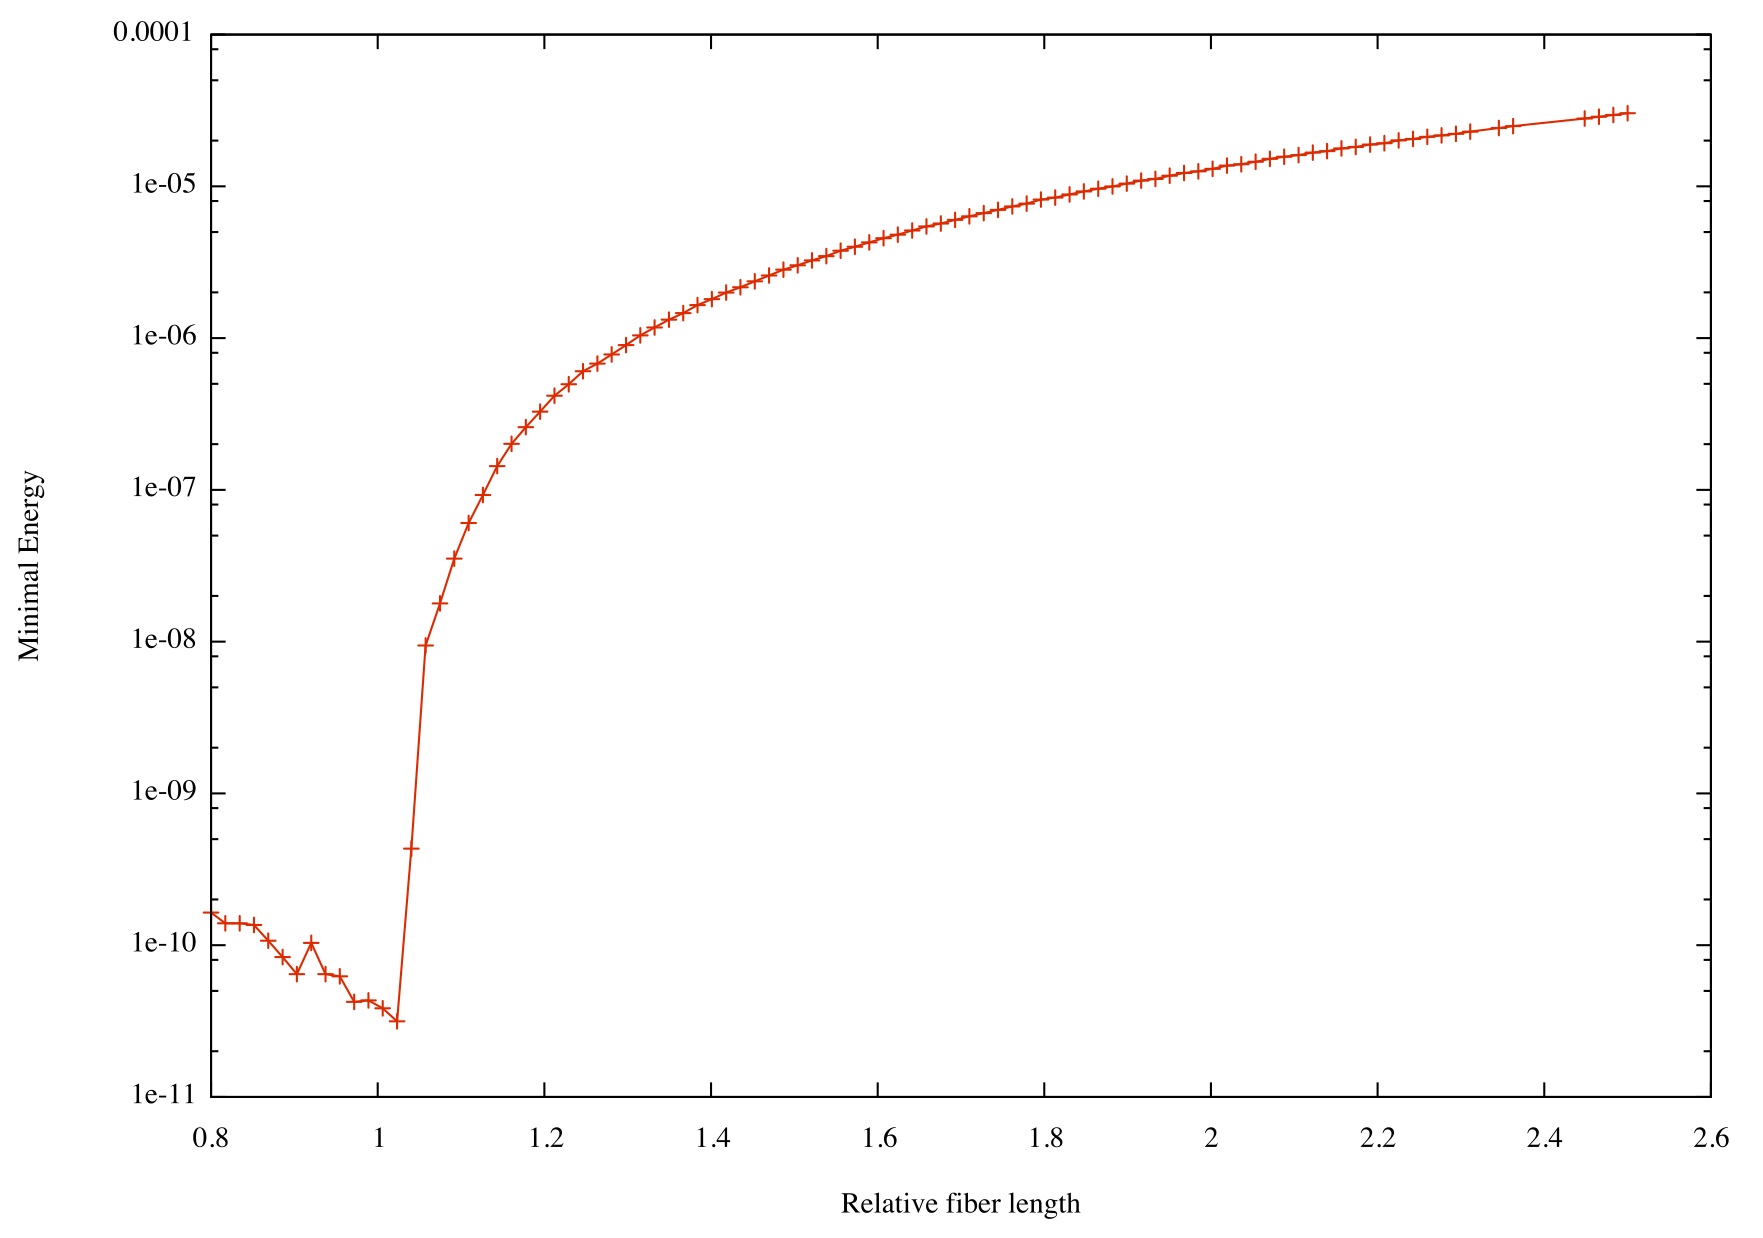 0.0001
1e-05
1e-06
1e-07
1e-08
1e-09
1e-10
1e-11
Minimal Energy
0.8 1 1.2 1.4 1.6 1.8 2 2.2 2.4 2.6
Relative fiber length